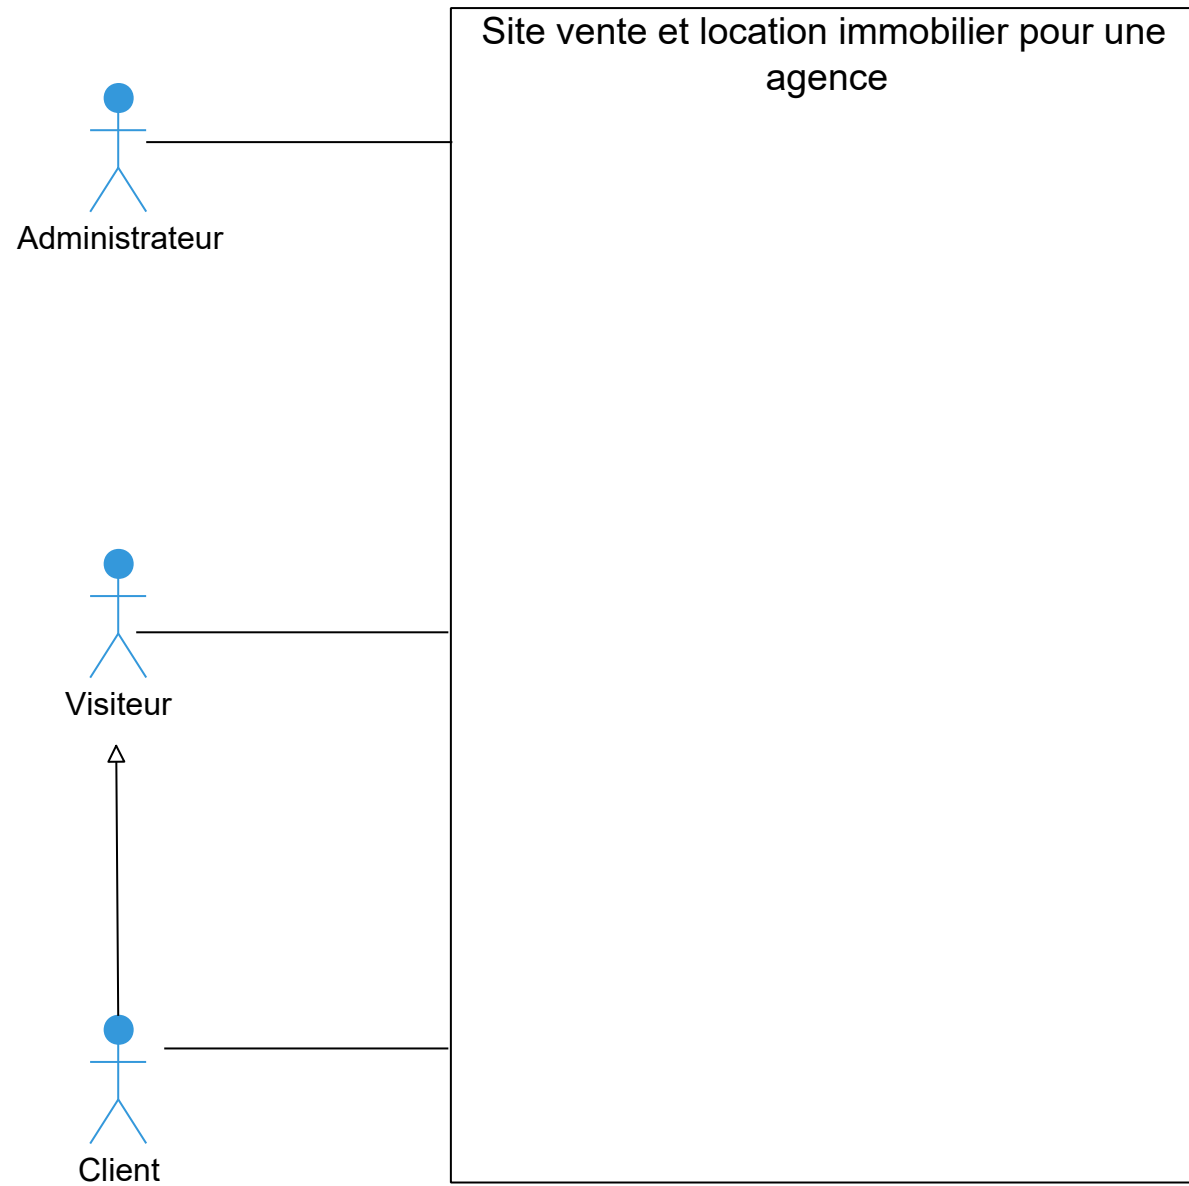 Site vente et location immobilier pour une
agence
Administrateur
Visiteur
Client